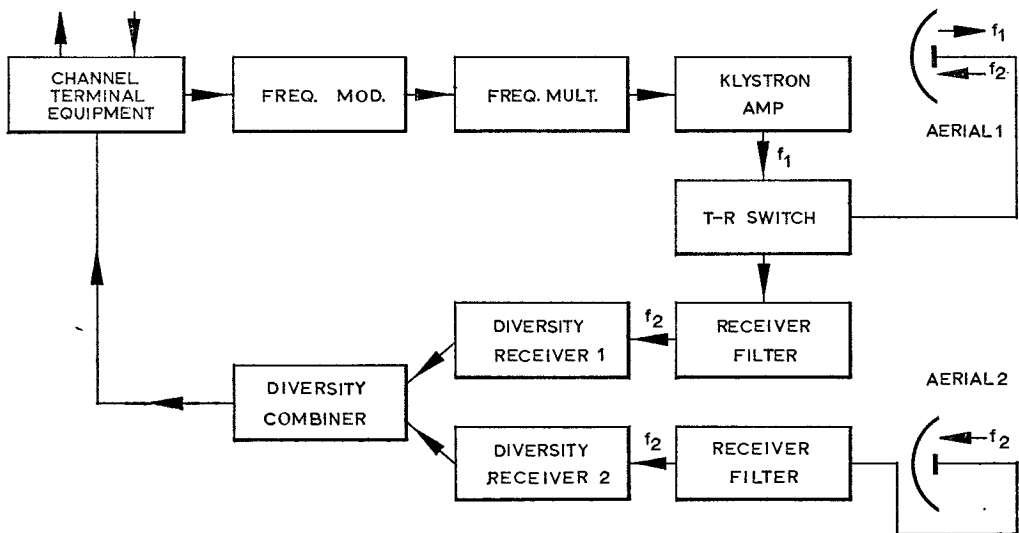 CHANNEL
TERMINAL
EQUIPMENT
FREQ. MOD.
FREQ. MULT.
KLYSTRON
AMP
f1
f2
AERIAL 1
f1
T-R SWITCH
DIVERSITY
RECEIVER 1
f2
RECEIVER
FILTER
DIVERSITY
COMBINER
AERIAL 2
DIVERSITY
RECEIVER 2
f2
RECEIVER
FILTER
f2